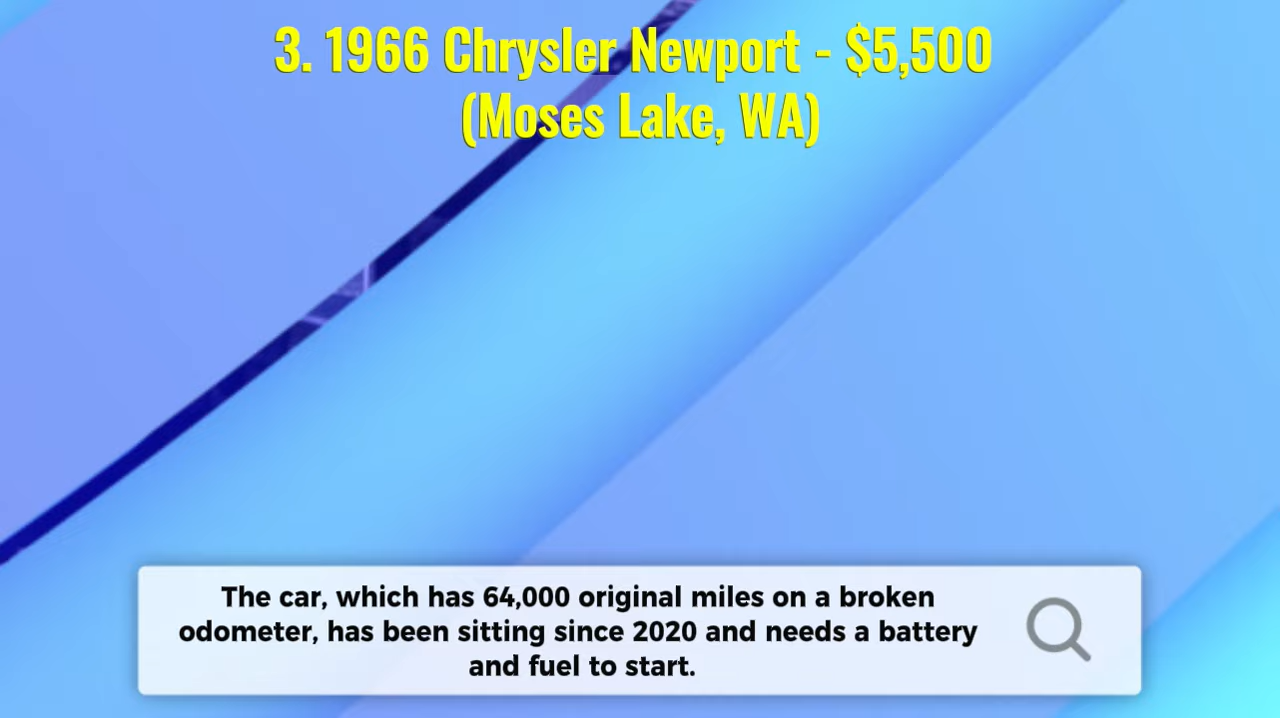 3. 1966 Chrysler Newport - $5,500
(Moses Lake, WA)
The car, which has 64,000 original miles on a broken
odometer, has been sitting since 2020 and needs a battery
and fuel to start.